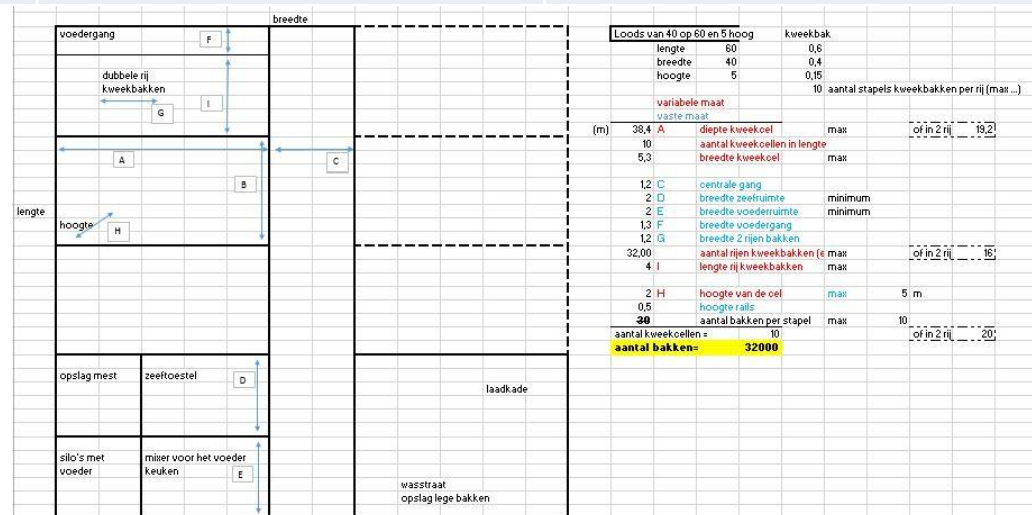 breedte
voedergang
F
dubbele rij
kweekbakken
G
I
A
C
B
lengte
hoogte
H
opslag mest
zeeftoestel
D
laadkade
silo's met
voeder
mixer voor het voeder
keuken
E
wasstraat
opslag lege bakken
Loods van 40 op 60 en 5 hoog kweekbak
lengte 60 0,6
breedte 40 0,4
hoogte 5 0,15
10 aantal stapels kweekbakken per rij (max ...)
variabele maat
vaste maat
(m) 38,4 A diepte kweekcel max of in 2 rij 19,2
10 aantal kweekcellen in lengte
5,3 breedte kweekcel max
1,2 C centrale gang
2 D breedte zeefruimte minimum
2 E breedte voederruimte minimum
1,3 F breedte voedergang
1,2 G breedte 2 rijen bakken
32,00 aantal rijen kweekbakken (e max of in 2 rij 16
4 I lengte rij kweekbakken max
2 H hoogte van de cel max 5 m
0,5 hoogte rails
30 aantal bakken per stapel max 10
aantal kweekcellen = 10 of in 2 rij 20
aantal bakken= 32000